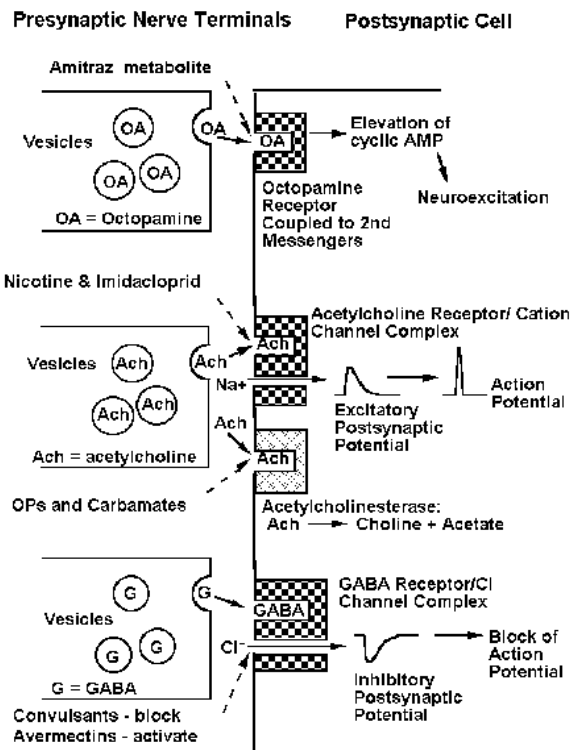 Presynaptic Nerve Terminals
Postsynaptic Cell
Amitraz metabolite
Vesicles
OA
OA
OA
OA
OA
OA = Octopamine
Elevation of
cyclic AMP
Neuroexcitation
Octopamine
Receptor
Coupled to 2nd
Messengers
Nicotine & Imidacloprid
Acetylcholine Receptor/ Cation
Channel Complex
Vesicles
Ach
Ach
Ach
Ach
Ach
Na+
Ach = acetylcholine
Excitatory
Postsynaptic
Potential
Action
Potential
Ach
Ach
OPs and Carbamates
Acetylcholinesterase:
Ach → Choline + Acetate
GABA Receptor/Cl
Channel Complex
G
G
G
G
GABA
Vesicles
Cl⁻
G = GABA
Inhibitory
Postsynaptic
Potential
Block of
Action
Potential
Convulsants - block
Avermectins - activate